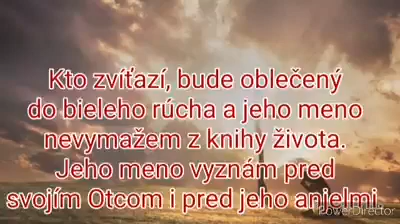 Kto zvíťazí, bude oblečený
do bieleho rúcha a jeho meno
nevymažem z knihy života.
Jeho meno vyznám pred
svojím Otcom i pred jeho anjelmi.
PowerDirector